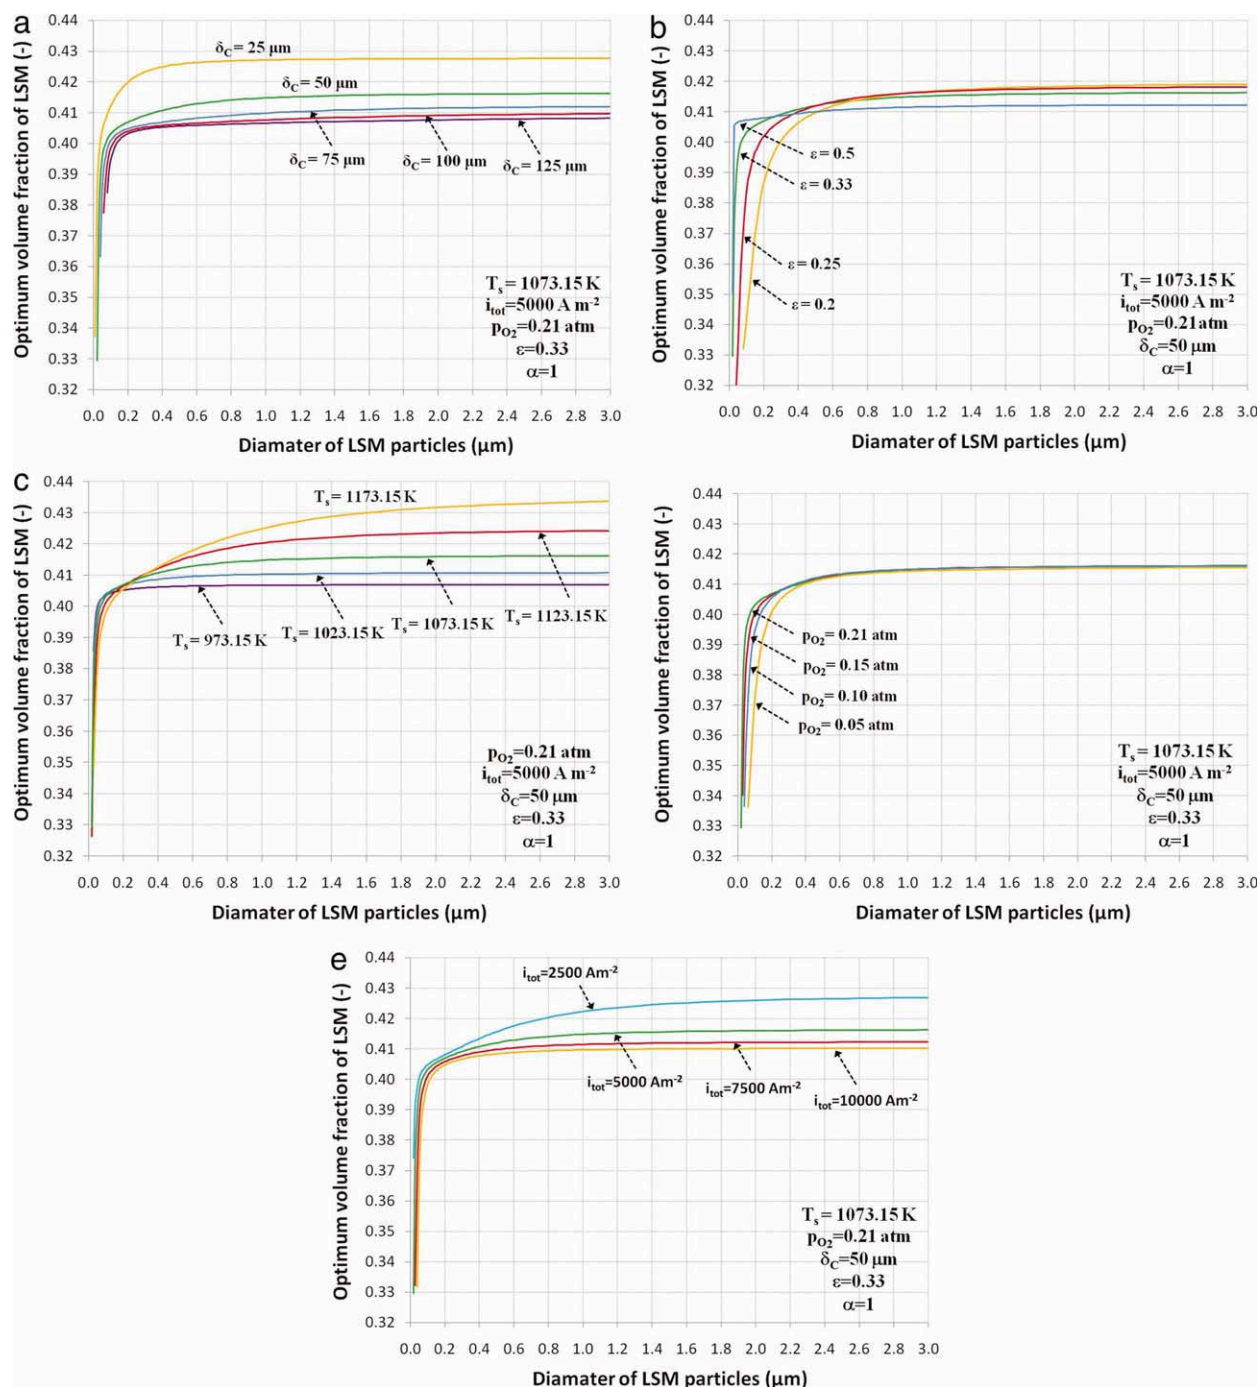 a
Optimum volume fraction of LSM (-)
0.44
0.43
0.42
0.41
0.40
0.39
0.38
0.37
0.36
0.35
0.34
0.33
0.32
δC = 25 μm
δC = 50 μm
δC = 75 μm
δC = 100 μm
δC = 125 μm
Ts = 1073.15 K
itot=5000 A m-2
pO2=0.21 atm
ε=0.33
α=1
0.0 0.2 0.4 0.6 0.8 1.0 1.2 1.4 1.6 1.8 2.0 2.2 2.4 2.6 2.8 3.0
Diamater of LSM particles (μm)
b
Optimum volume fraction of LSM (-)
0.44
0.43
0.42
0.41
0.40
0.39
0.38
0.37
0.36
0.35
0.34
0.33
0.32
ε = 0.5
ε = 0.33
ε = 0.25
ε = 0.2
Ts = 1073.15 K
itot=5000 A m-2
pO2=0.21 atm
δC=50 μm
α=1
0.0 0.2 0.4 0.6 0.8 1.0 1.2 1.4 1.6 1.8 2.0 2.2 2.4 2.6 2.8 3.0
Diamater of LSM particles (μm)
c
Optimum volume fraction of LSM (-)
0.44
0.43
0.42
0.41
0.40
0.39
0.38
0.37
0.36
0.35
0.34
0.33
0.32
Ts = 1173.15 K
Ts = 973.15 K
Ts = 1023.15 K
Ts = 1073.15 K
Ts = 1123.15 K
pO2=0.21 atm
itot=5000 A m-2
δC=50 μm
ε=0.33
α=1
0.0 0.2 0.4 0.6 0.8 1.0 1.2 1.4 1.6 1.8 2.0 2.2 2.4 2.6 2.8 3.0
Diamater of LSM particles (μm)
Optimum volume fraction of LSM (-)
0.44
0.43
0.42
0.41
0.40
0.39
0.38
0.37
0.36
0.35
0.34
0.33
0.32
pO2= 0.21 atm
pO2= 0.15 atm
pO2= 0.10 atm
pO2= 0.05 atm
Ts = 1073.15 K
itot=5000 A m-2
δC=50 μm
ε=0.33
α=1
0.0 0.2 0.4 0.6 0.8 1.0 1.2 1.4 1.6 1.8 2.0 2.2 2.4 2.6 2.8 3.0
Diamater of LSM particles (μm)
e
Optimum volume fraction of LSM (-)
0.44
0.43
0.42
0.41
0.40
0.39
0.38
0.37
0.36
0.35
0.34
0.33
0.32
itot=2500 Am-2
itot=5000 Am-2
itot=7500 Am-2
itot=10000 Am-2
Ts = 1073.15 K
pO2=0.21 atm
δC=50 μm
ε=0.33
α=1
0.0 0.2 0.4 0.6 0.8 1.0 1.2 1.4 1.6 1.8 2.0 2.2 2.4 2.6 2.8 3.0
Diamater of LSM particles (μm)